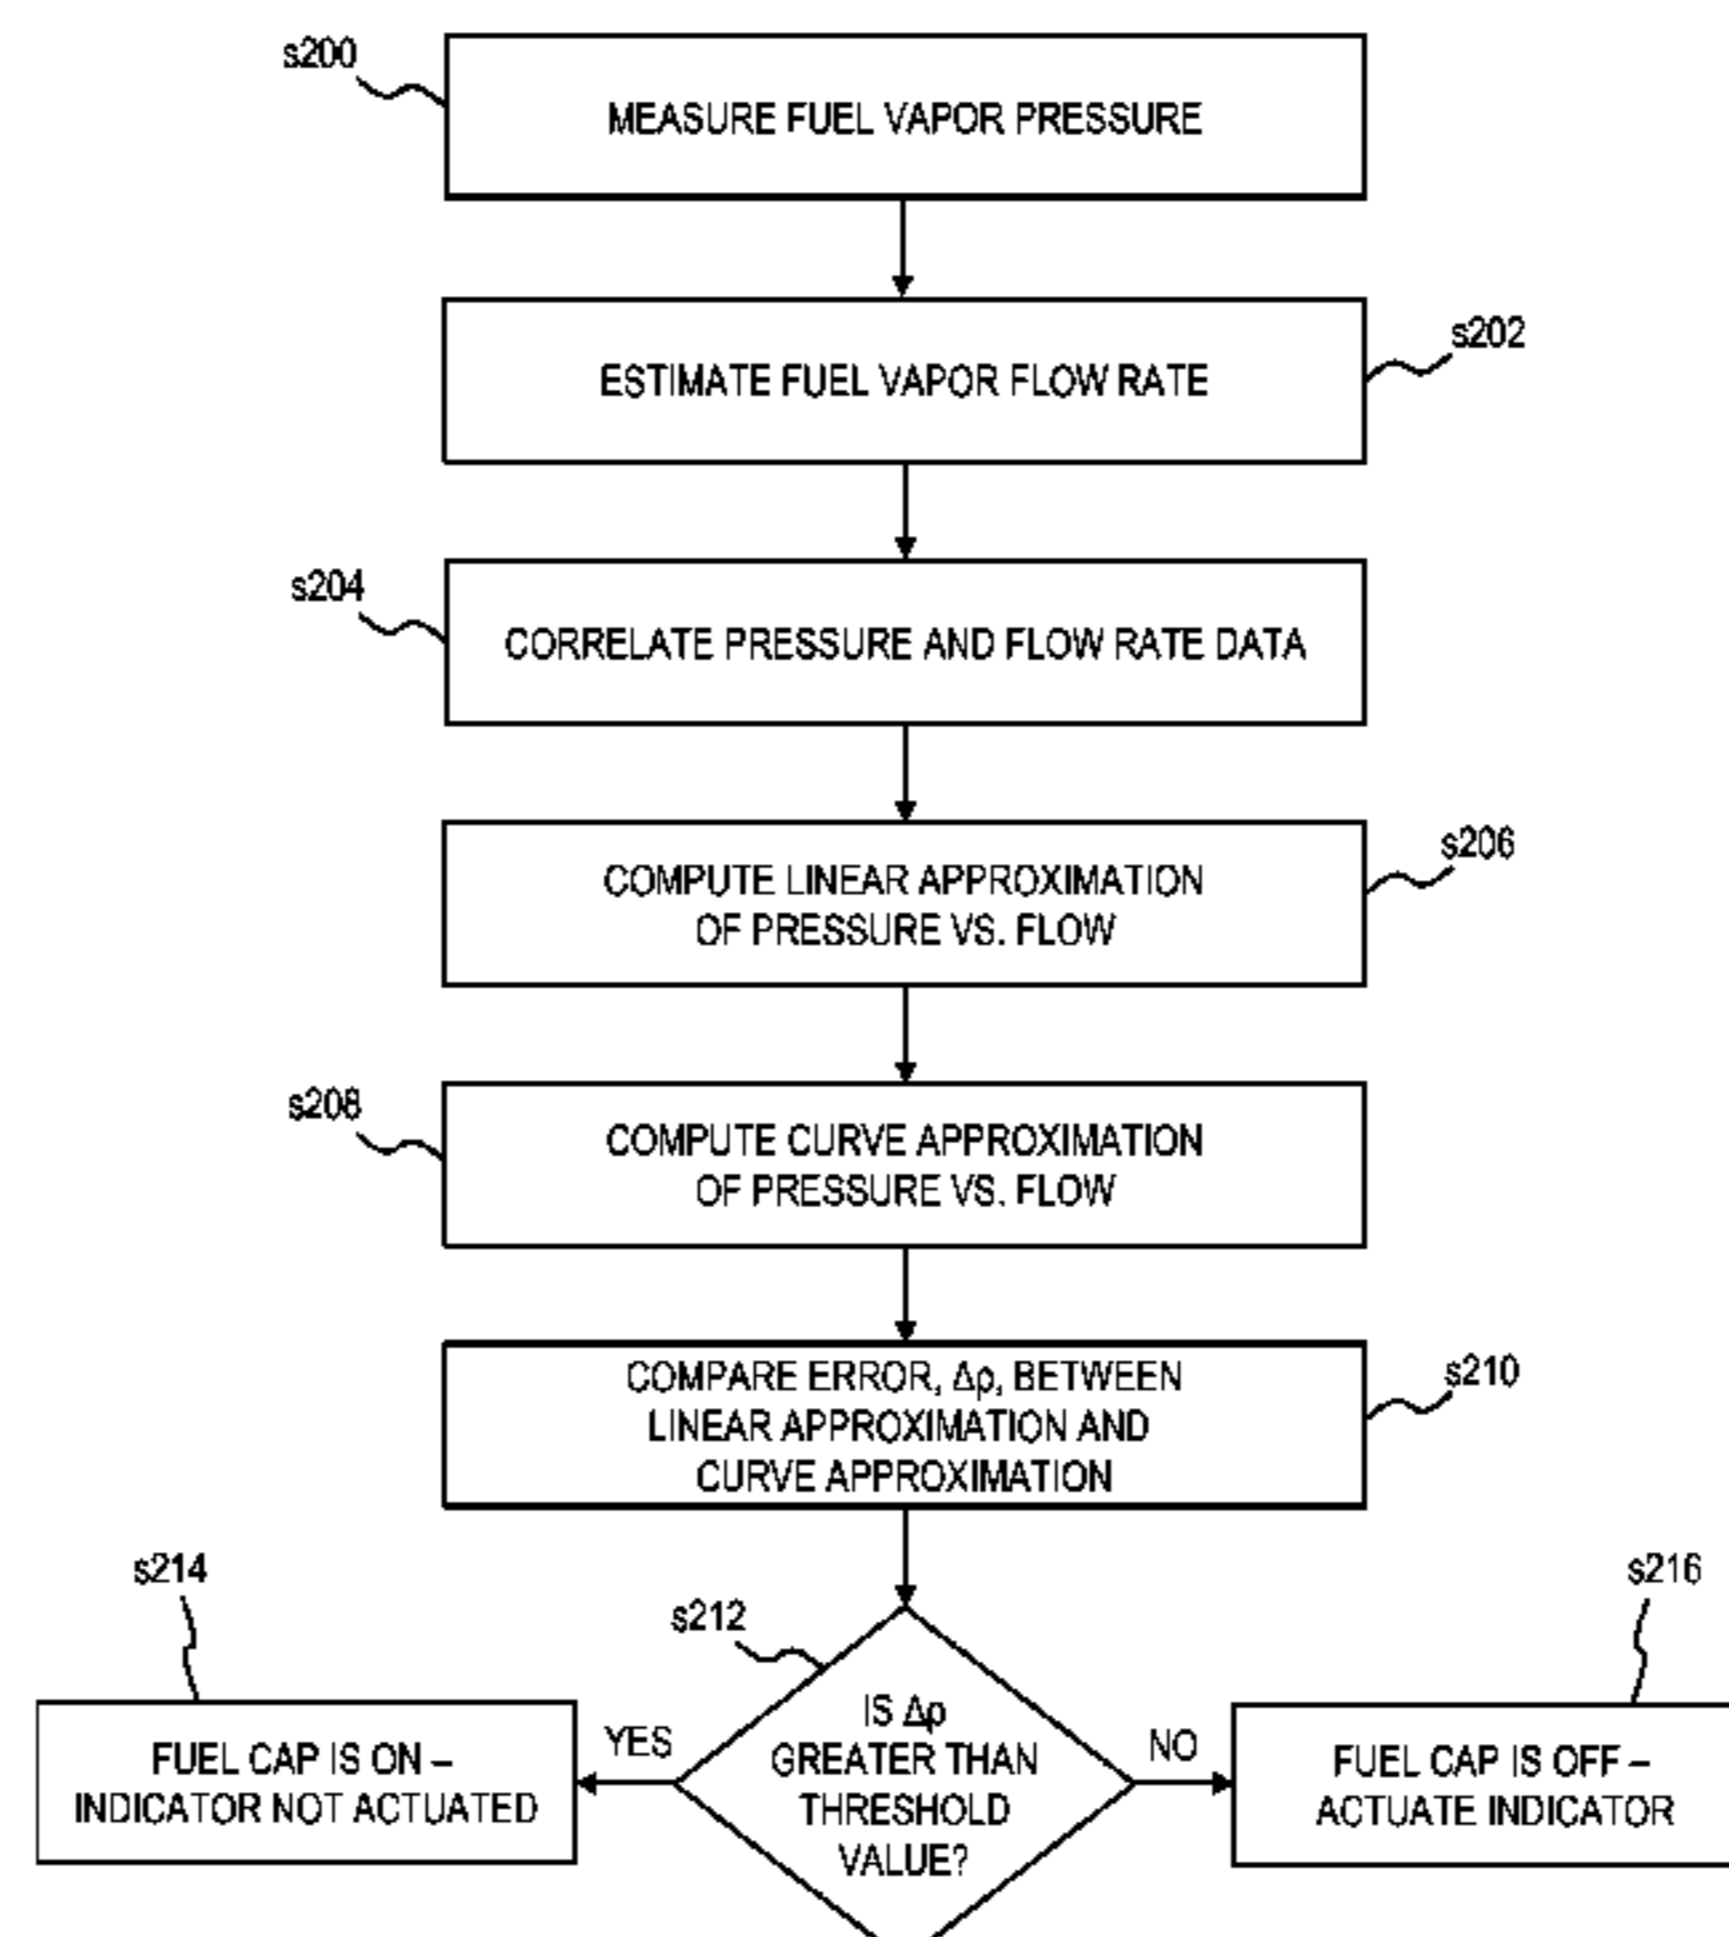 s200
MEASURE FUEL VAPOR PRESSURE
ESTIMATE FUEL VAPOR FLOW RATE
s202
s204
CORRELATE PRESSURE AND FLOW RATE DATA
COMPUTE LINEAR APPROXIMATION
OF PRESSURE VS. FLOW
s206
s208
COMPUTE CURVE APPROXIMATION
OF PRESSURE VS. FLOW
COMPARE ERROR, Δρ, BETWEEN
LINEAR APPROXIMATION AND
CURVE APPROXIMATION
s210
s214
FUEL CAP IS ON –
INDICATOR NOT ACTUATED
YES
s212
IS Δρ
GREATER THAN
THRESHOLD
VALUE?
NO
s216
FUEL CAP IS OFF –
ACTUATE INDICATOR